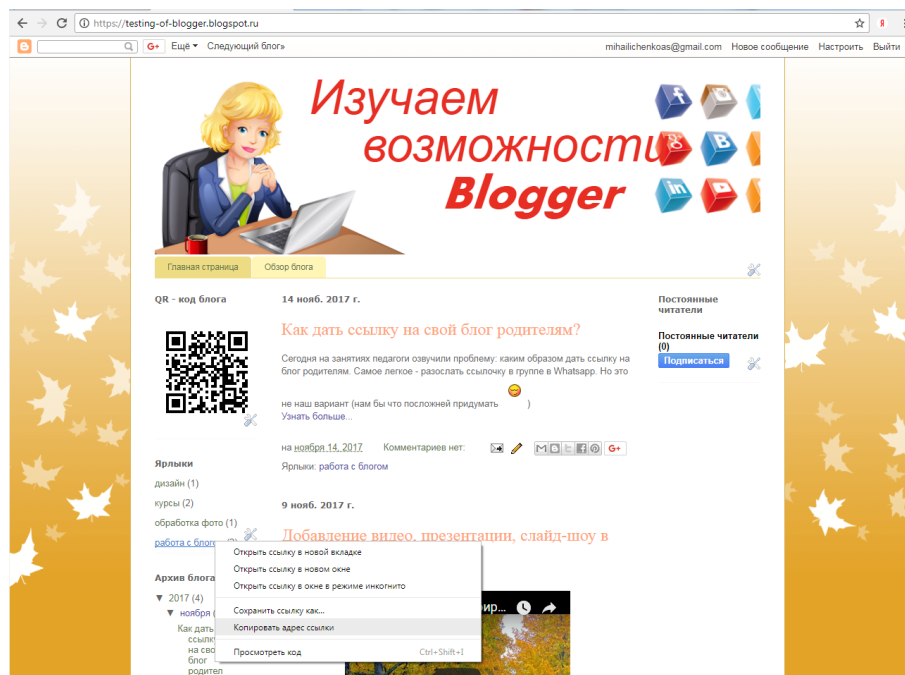 https://testing-of-blogger.blogspot.ru
G+ Ещё Следующий блог»
mihailichenkoas@gmail.com Новое сообщение Настроить Выйти
Изучаем
возможности
Blogger
Главная страница
Обзор блога
QR - код блога
Ярлыки
дизайн (1)
курсы (2)
обработка фото (1)
работа с блогом
Архив блога
▼ 2017 (4)
▼ ноября (
Как дать
ссылку
на свой
блог
родител
14 нояб. 2017 г.
Как дать ссылку на свой блог родителям?
Сегодня на занятиях педагоги озвучили проблему: каким образом дать ссылку на
блог родителям. Самое легкое - разослать ссылочку в группе в Whatsapp. Но это
не наш вариант (нам бы что посложней придумать )
Узнать больше...
на ноября 14, 2017 Комментариев нет:
G+
Ярлыки: работа с блогом
9 нояб. 2017 г.
Добавление видео, презентации, слайд-шоу в
Открыть ссылку в новой вкладке
Открыть ссылку в новом окне
Открыть ссылку в окне в режиме инкогнито
Сохранить ссылку как...
Копировать адрес ссылки
Просмотреть код Ctrl+Shift+I
Постоянные
читатели
Постоянные читатели
(0)
Подписаться